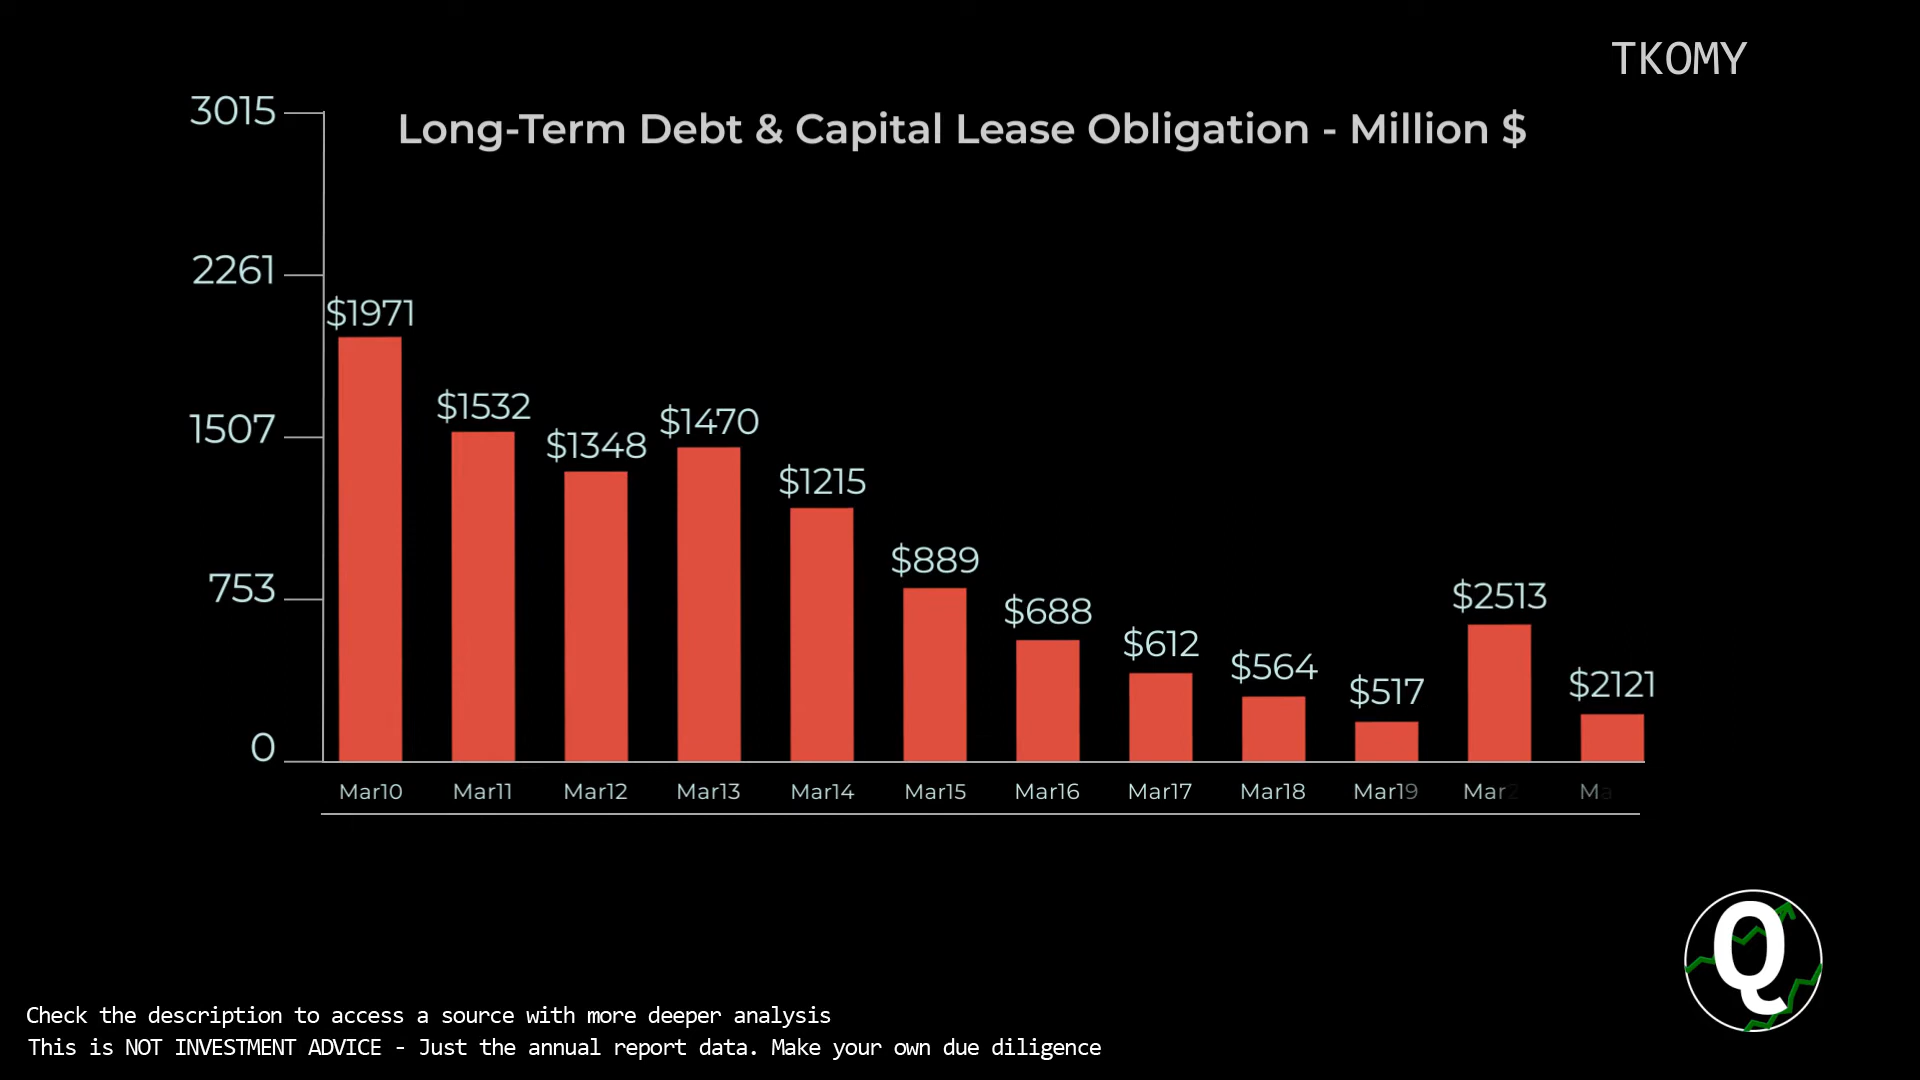 TKOMY
Long-Term Debt & Capital Lease Obligation - Million $
3015
2261
1507
753
0
$1971
$1532
$1348
$1470
$1215
$889
$688
$612
$564
$517
$2513
$2121
Mar10 Mar11 Mar12 Mar13 Mar14 Mar15 Mar16 Mar17 Mar18 Mar19 Mar2 Ma
Q
Check the description to access a source with more deeper analysis
This is NOT INVESTMENT ADVICE - Just the annual report data. Make your own due diligence